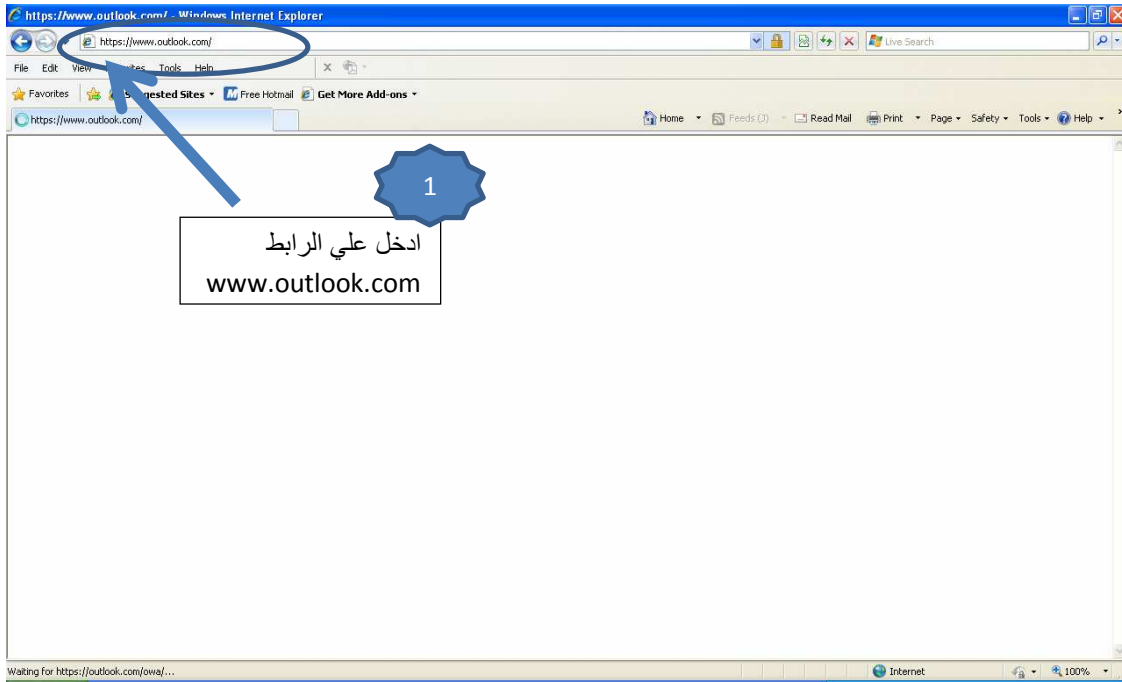 https://www.outlook.com/ - Windows Internet Explorer
https://www.outlook.com/
Live Search
File Edit View Tools Help
Favorites Suggested Sites Free Hotmail Get More Add-ons
https://www.outlook.com/
Home Feeds (J) Read Mail Print Page Safety Tools Help
1
ادخل علي الرابط
www.outlook.com
Waiting for https://outlook.com/owa/...
Internet
100%